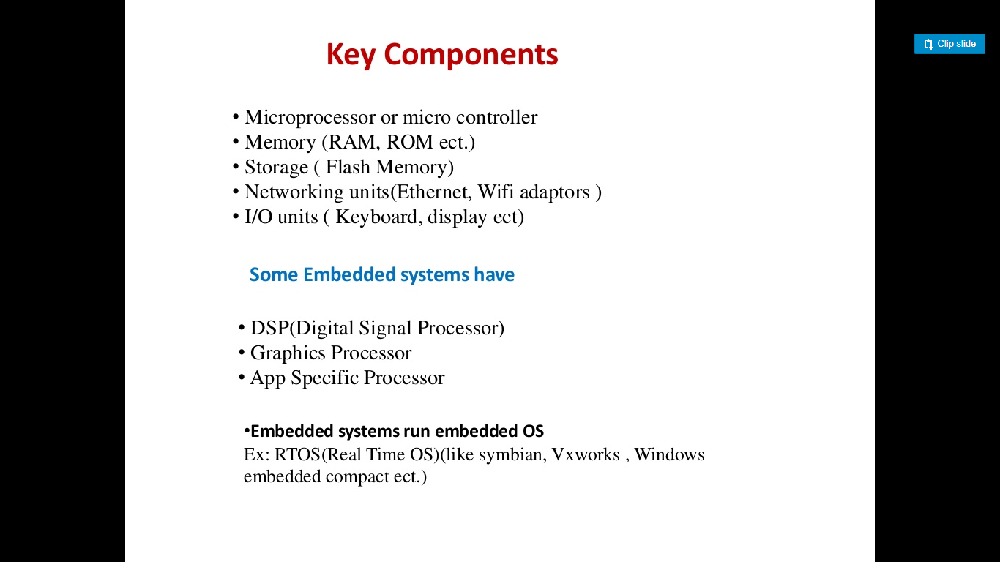 Key Components
Clip slide
• Microprocessor or micro controller
• Memory (RAM, ROM ect.)
• Storage ( Flash Memory)
• Networking units(Ethernet, Wifi adaptors )
• I/O units ( Keyboard, display ect)
Some Embedded systems have
• DSP(Digital Signal Processor)
• Graphics Processor
• App Specific Processor
•Embedded systems run embedded OS
Ex: RTOS(Real Time OS)(like symbian, Vxworks , Windows
embedded compact ect.)